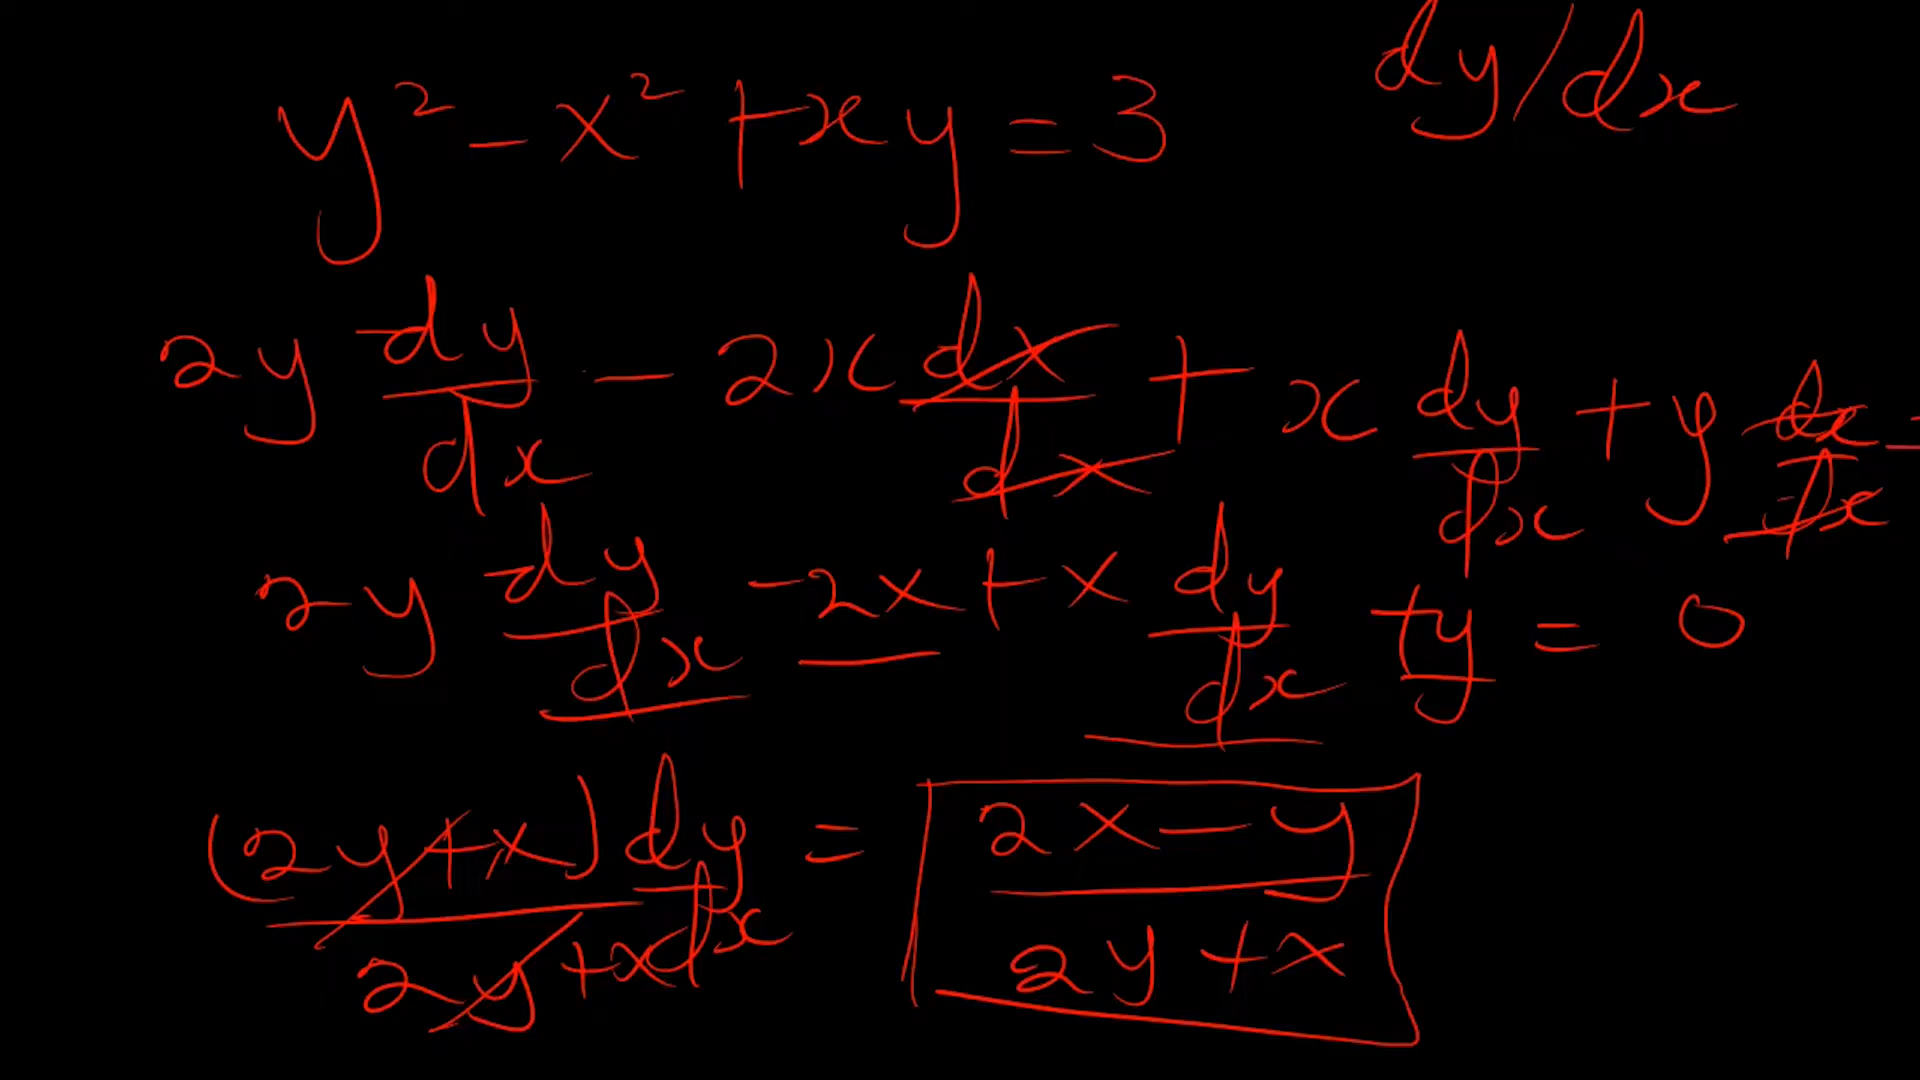 y² - x² + xy = 3
dy/dx
2y dy/dx - 2x dx/dx + x dy/dx + y dx/dx =
2y dy/dx - 2x + x dy/dx + y = 0
(2y+x) dy/dx = 2x - y
2y + x 2y + x